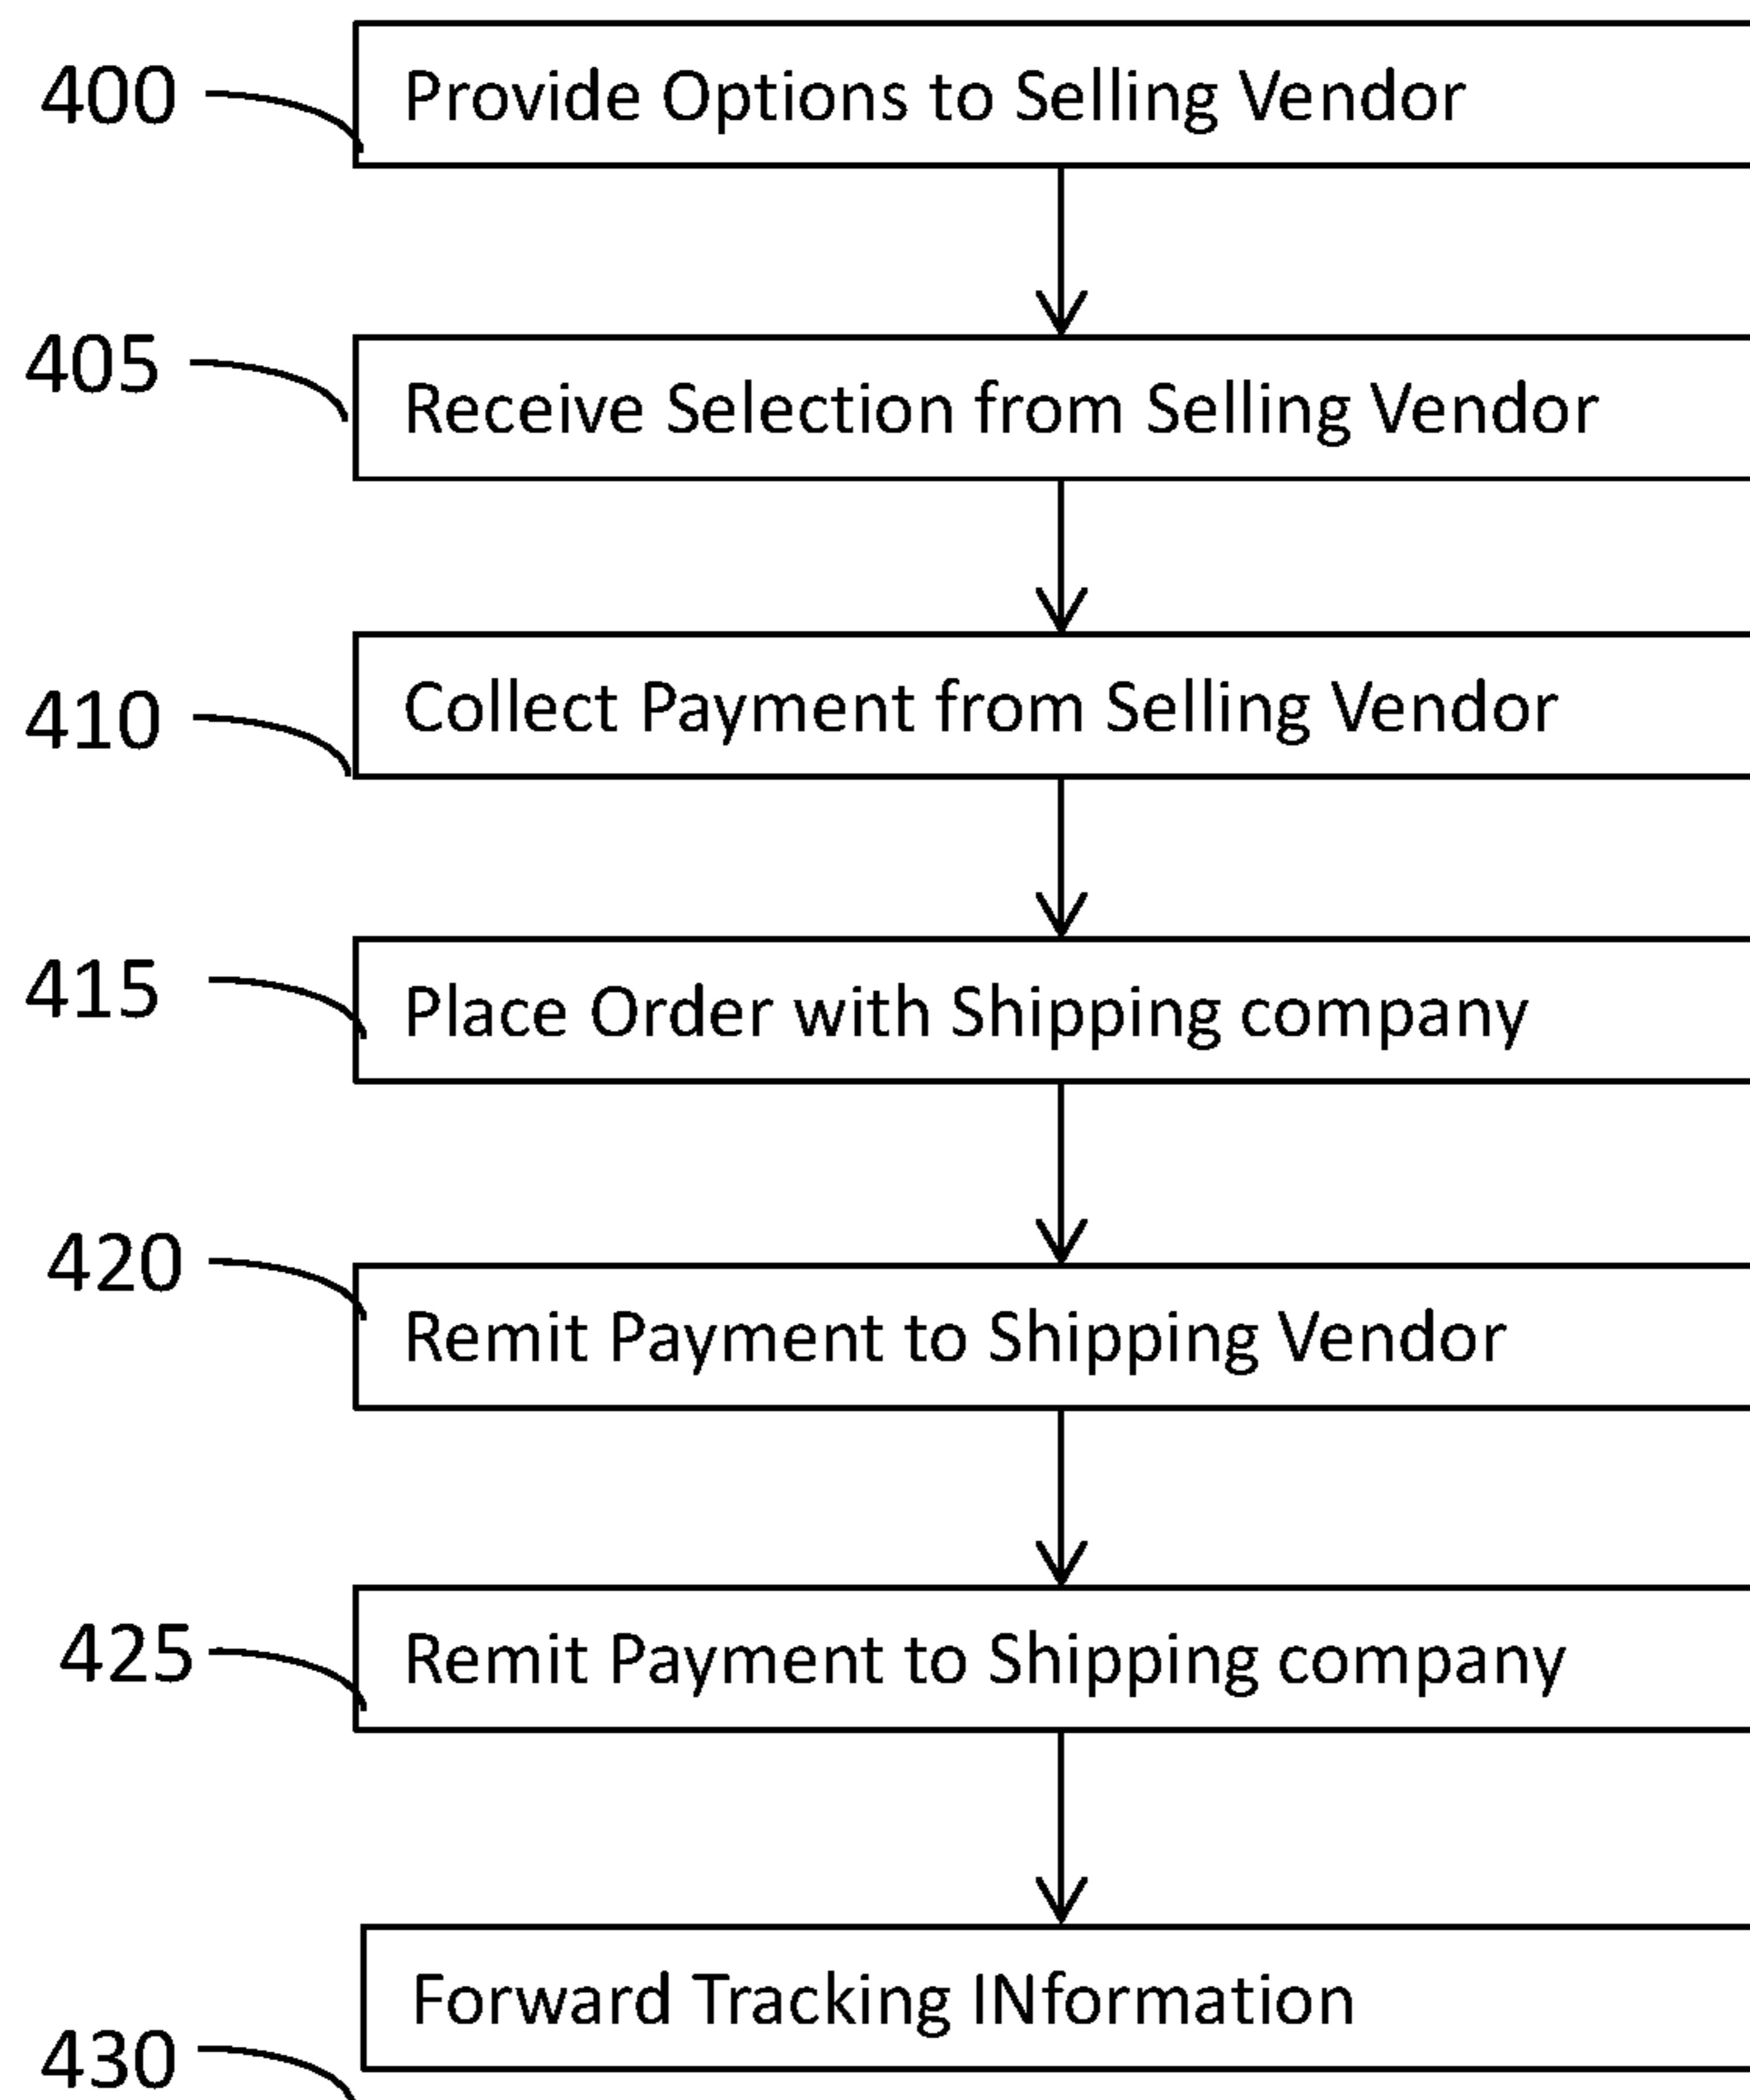 400 Provide Options to Selling Vendor
405 Receive Selection from Selling Vendor
410 Collect Payment from Selling Vendor
415 Place Order with Shipping company
420 Remit Payment to Shipping Vendor
425 Remit Payment to Shipping company
Forward Tracking INformation
430